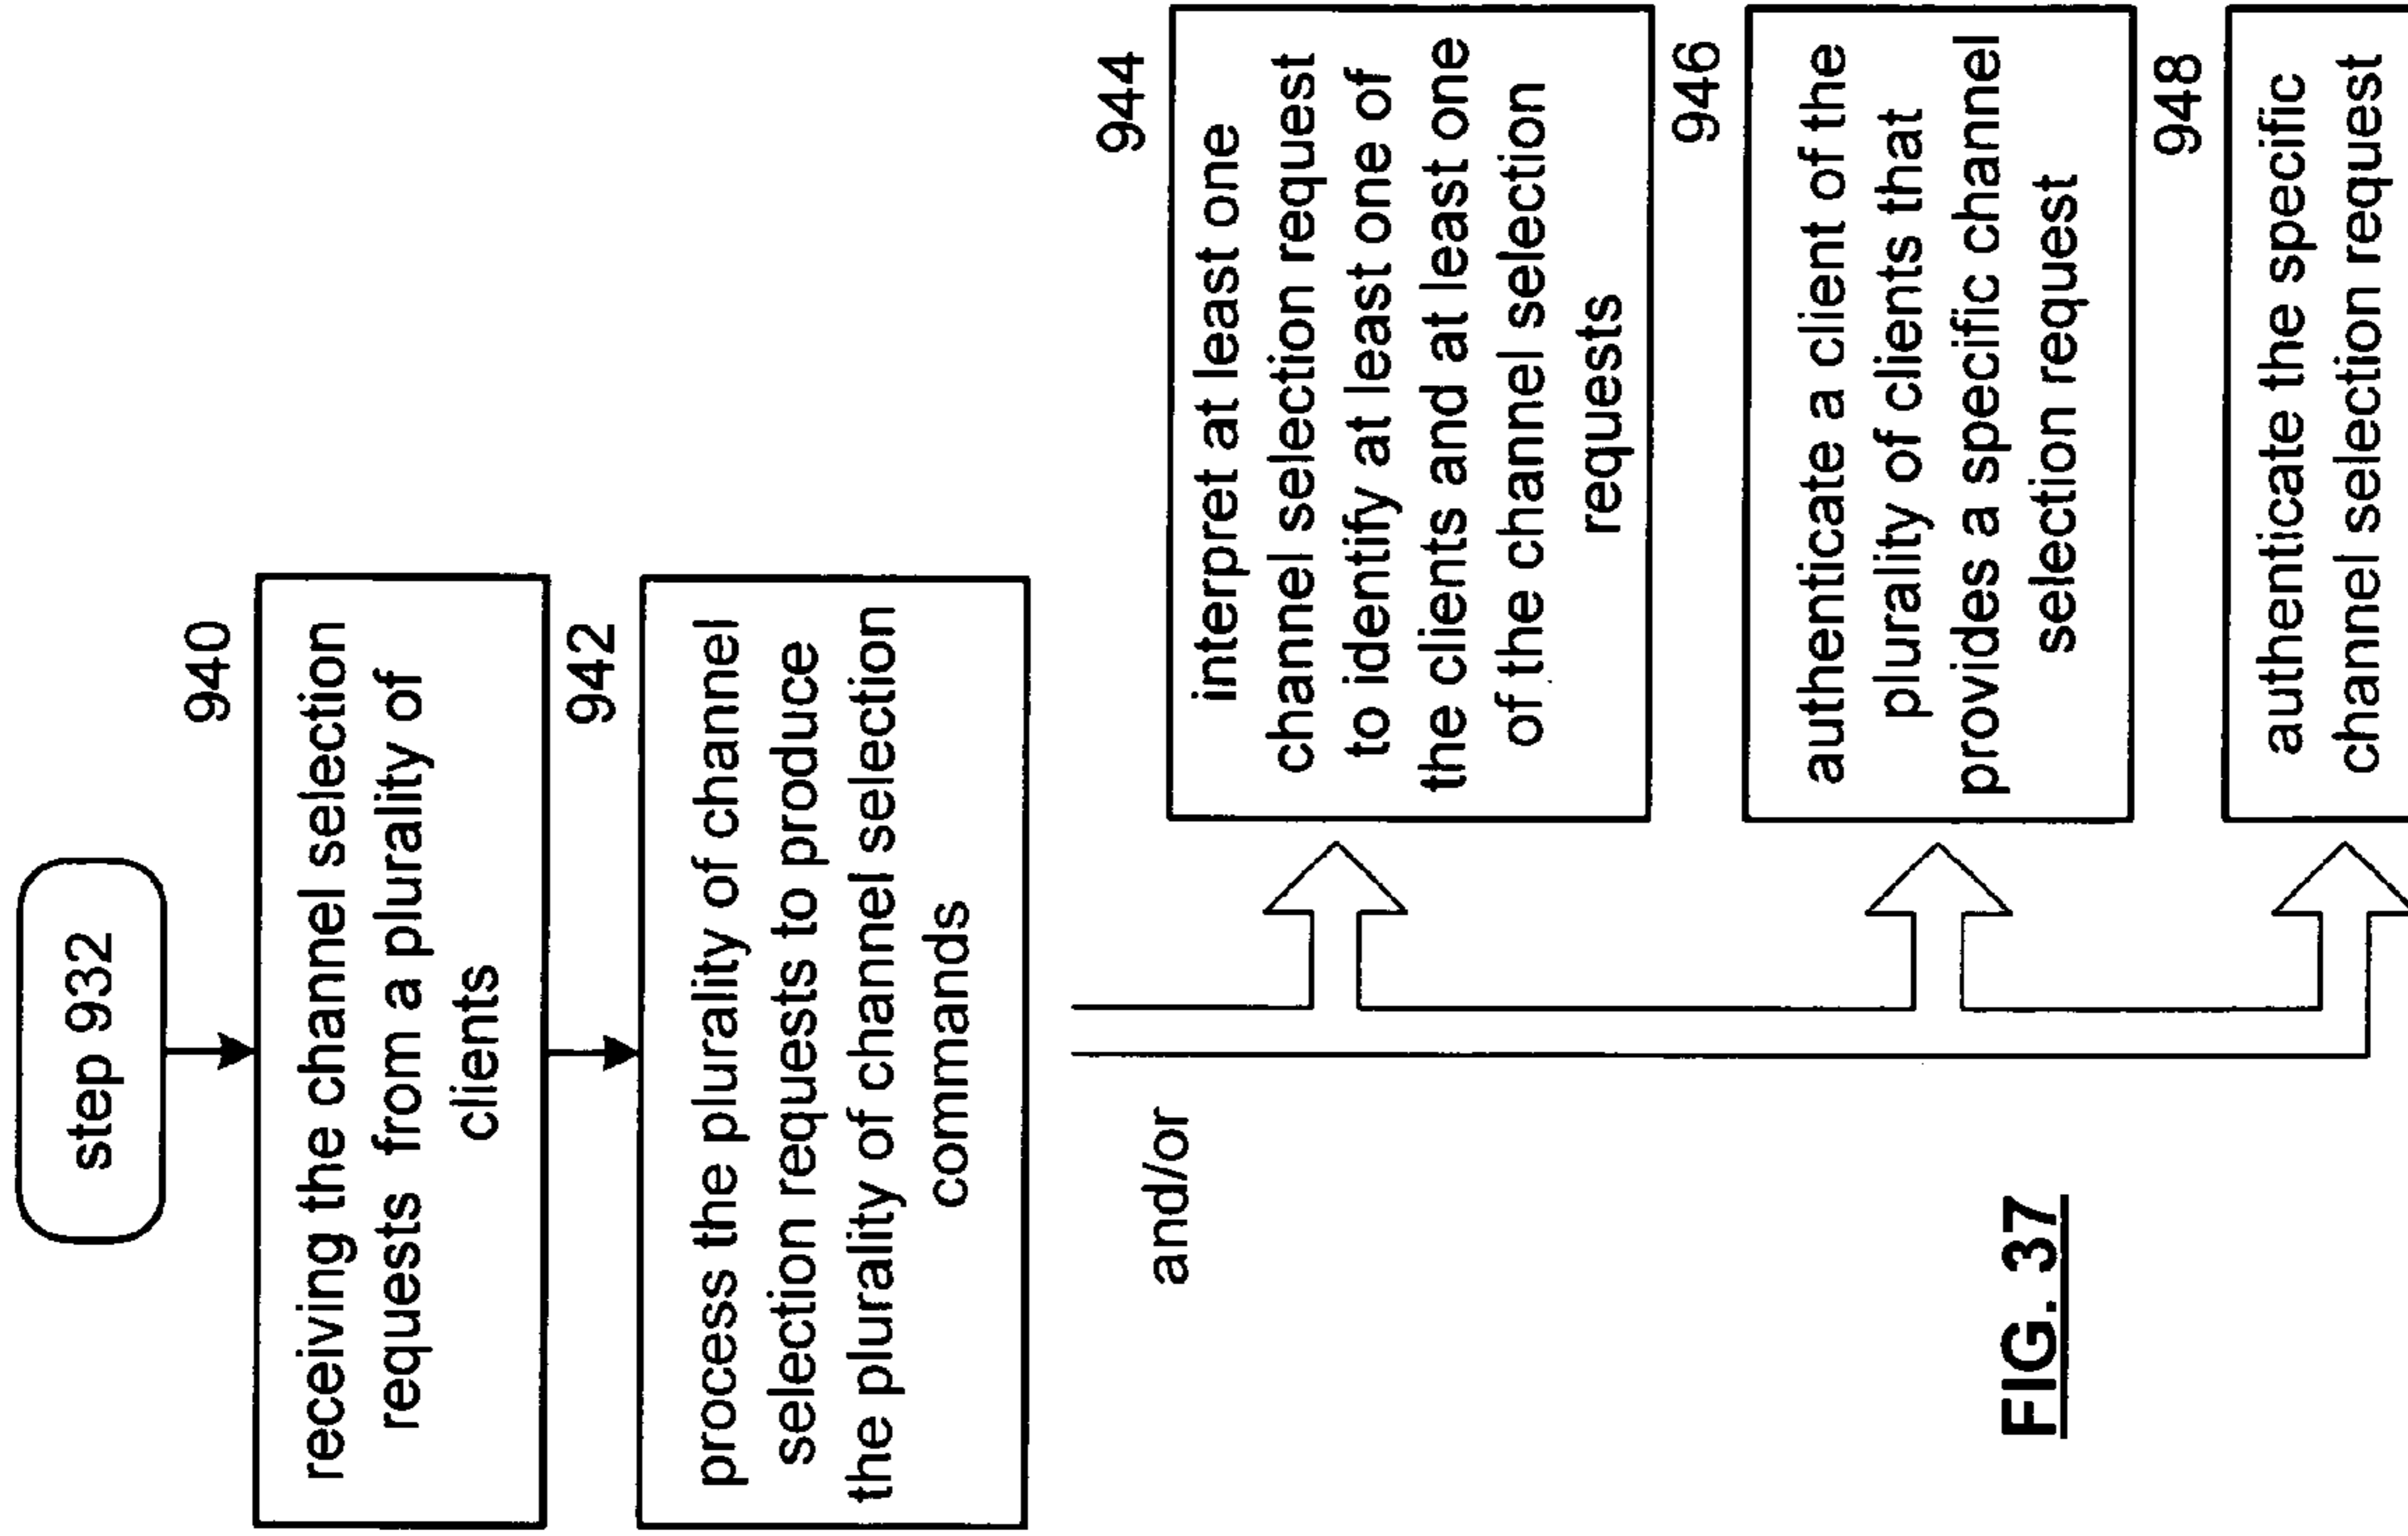 step 932
940
receiving the channel selection
requests from a plurality of
clients
942
process the plurality of channel
selection requests to produce
the plurality of channel selection
commands
and/or
944
interpret at least one
channel selection request
to identify at least one of
the clients and at least one
of the channel selection
requests
946
authenticate a client of the
plurality of clients that
provides a specific channel
selection request
948
authenticate the specific
channel selection request
FIG. 37